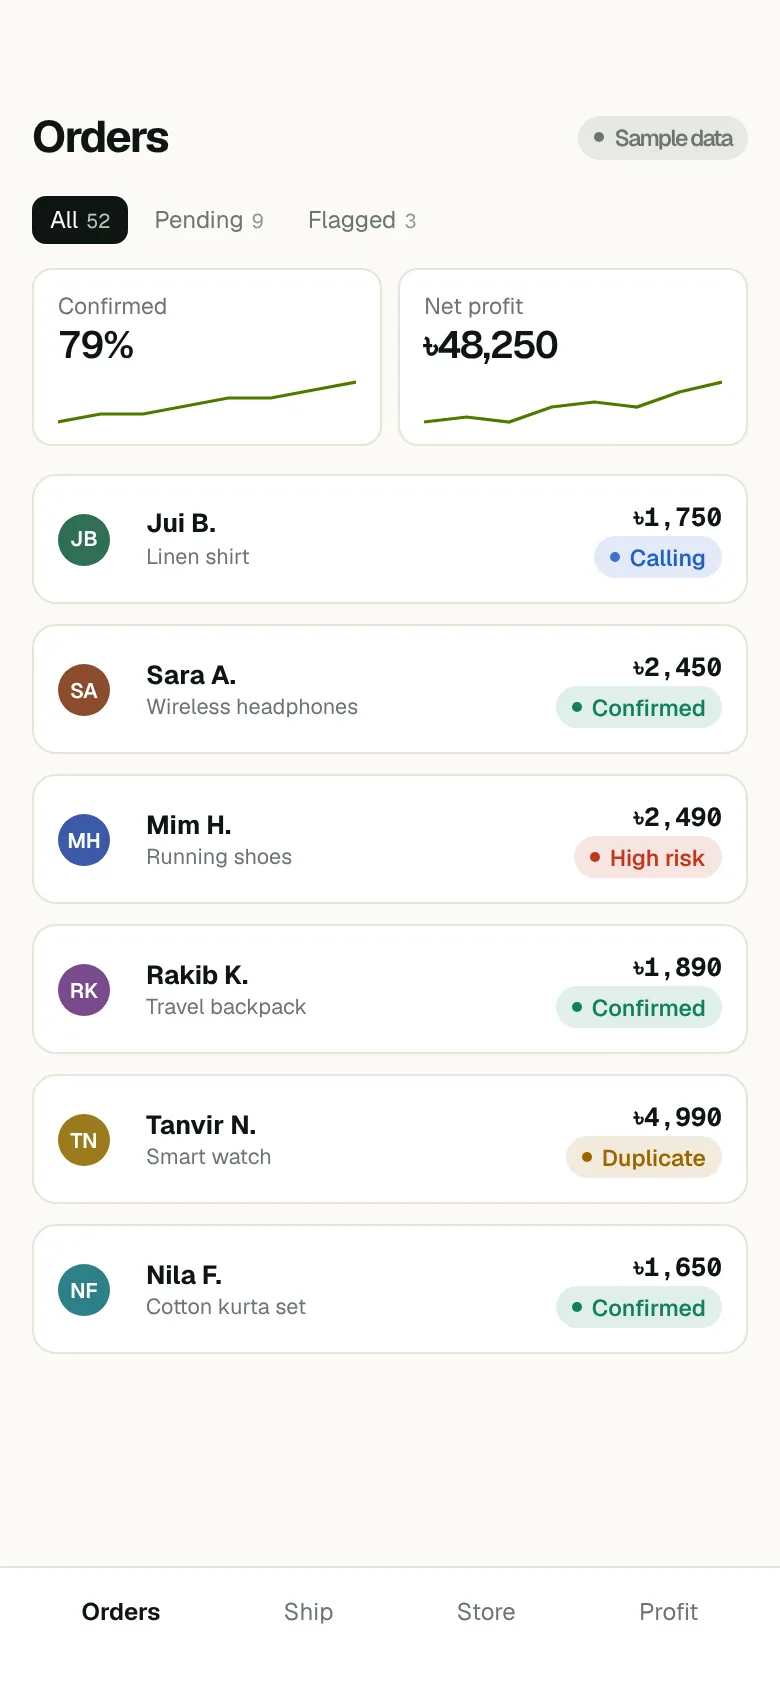 Orders
Sample data
All 52
Pending 9
Flagged 3
Confirmed
79%
Net profit
৳48,250
JB
Jui B.
Linen shirt
৳1,750
Calling
SA
Sara A.
Wireless headphones
৳2,450
Confirmed
MH
Mim H.
Running shoes
৳2,490
High risk
RK
Rakib K.
Travel backpack
৳1,890
Confirmed
TN
Tanvir N.
Smart watch
৳4,990
Duplicate
NF
Nila F.
Cotton kurta set
৳1,650
Confirmed
Orders
Ship
Store
Profit